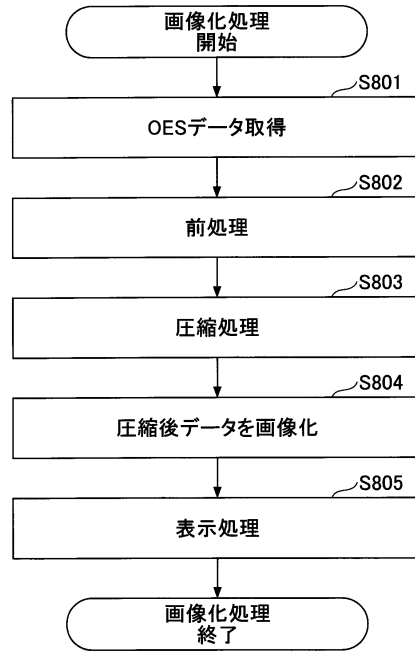 画像化処理
開始
S801
OESデータ取得
S802
前処理
S803
圧縮処理
S804
圧縮後データを画像化
S805
表示処理
画像化処理
終了